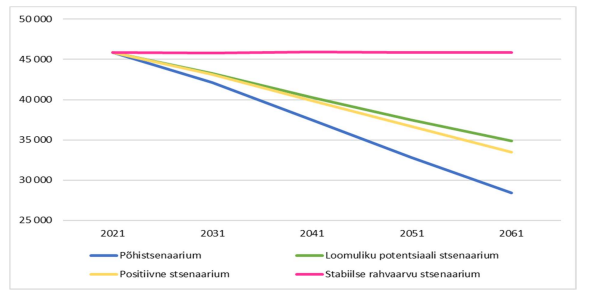 50 000
45 000
40 000
35 000
30 000
25 000
2021 2031 2041 2051 2061
Põhistsenaarium Loomuliku potentsiaali stsenaarium
Positiivne stsenaarium Stabiilse rahvaarvu stsenaarium